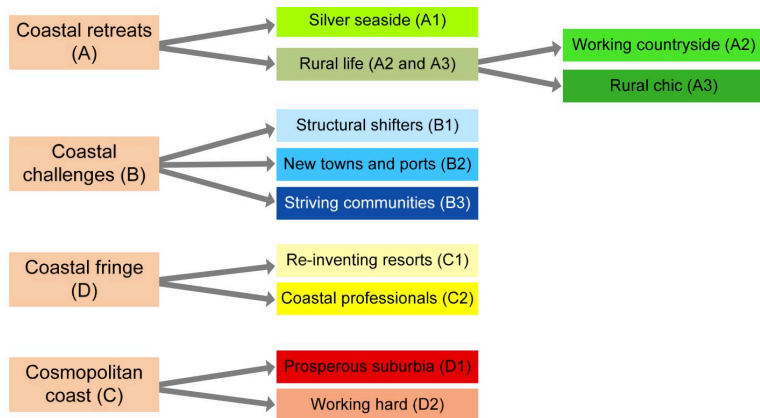 Coastal retreats
(A)
Silver seaside (A1)
Rural life (A2 and A3)
Working countryside (A2)
Rural chic (A3)
Coastal
challenges (B)
Structural shifters (B1)
New towns and ports (B2)
Striving communities (B3)
Coastal fringe
(D)
Re-inventing resorts (C1)
Coastal professionals (C2)
Cosmopolitan
coast (C)
Prosperous suburbia (D1)
Working hard (D2)